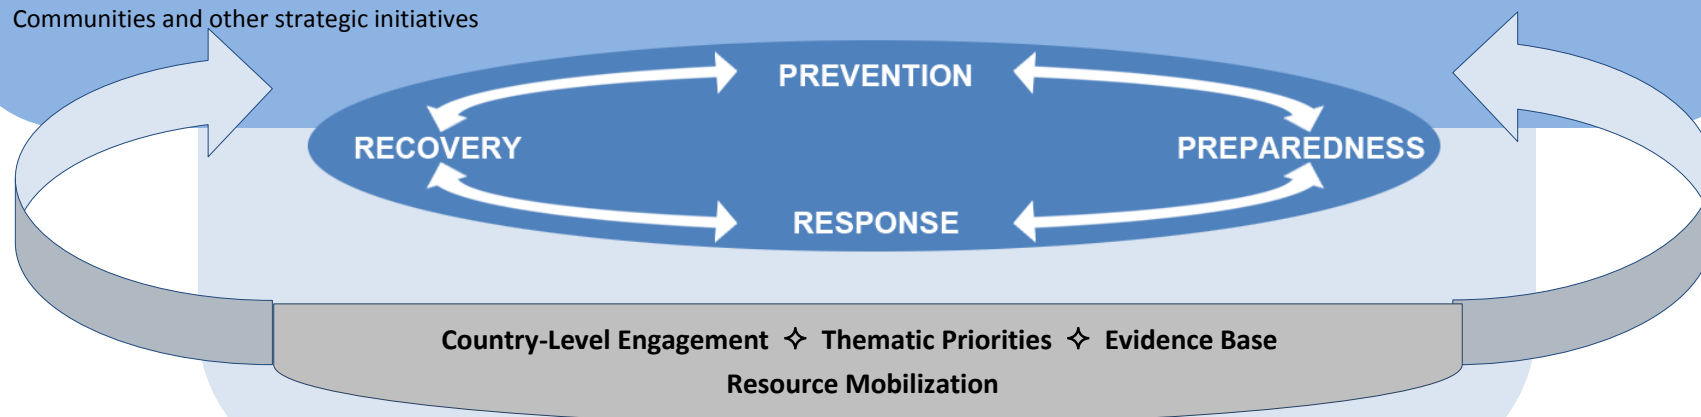 Communities and other strategic initiatives
PREVENTION
RECOVERY
PREPAREDNESS
RESPONSE
Country-Level Engagement ✧ Thematic Priorities ✧ Evidence Base
Resource Mobilization